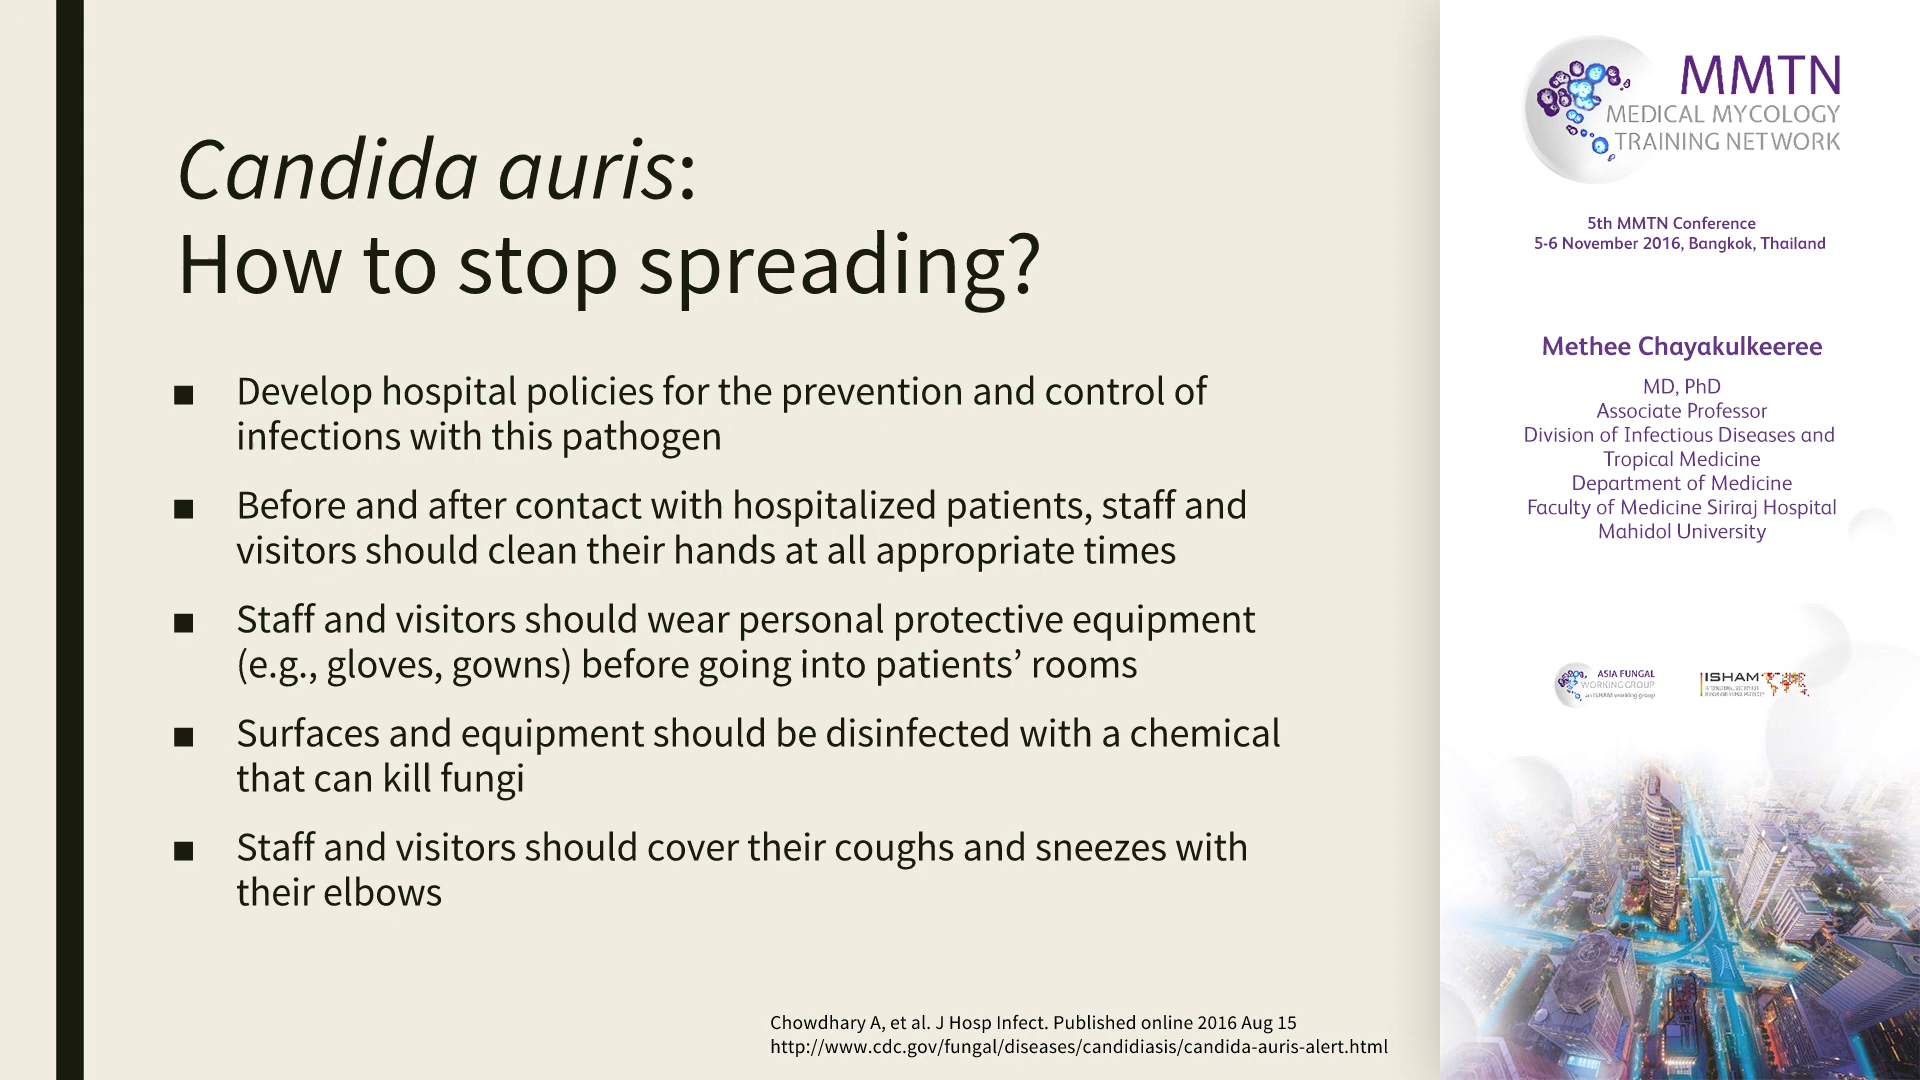 Candida auris:
How to stop spreading?
■ Develop hospital policies for the prevention and control of
infections with this pathogen
■ Before and after contact with hospitalized patients, staff and
visitors should clean their hands at all appropriate times
■ Staff and visitors should wear personal protective equipment
(e.g., gloves, gowns) before going into patients’ rooms
■ Surfaces and equipment should be disinfected with a chemical
that can kill fungi
■ Staff and visitors should cover their coughs and sneezes with
their elbows
Chowdhary A, et al. J Hosp Infect. Published online 2016 Aug 15
http://www.cdc.gov/fungal/diseases/candidiasis/candida-auris-alert.html
MMTN
MEDICAL MYCOLOGY
TRAINING NETWORK
5th MMTN Conference
5-6 November 2016, Bangkok, Thailand
Methee Chayakulkeeree
MD, PhD
Associate Professor
Division of Infectious Diseases and
Tropical Medicine
Department of Medicine
Faculty of Medicine Siriraj Hospital
Mahidol University
ASIA FUNGAL
WORKING GROUP
an ISHAM working group
ISHAM